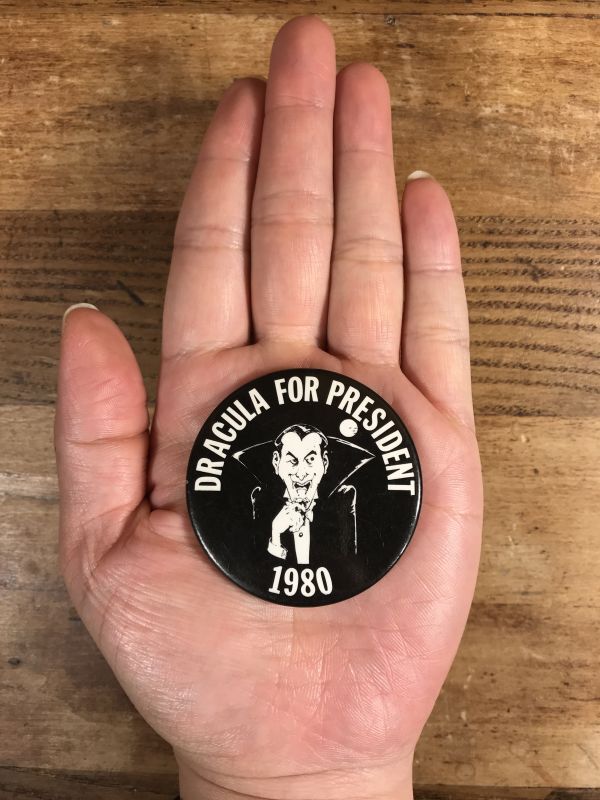 DRACULA FOR PRESIDENT
1980